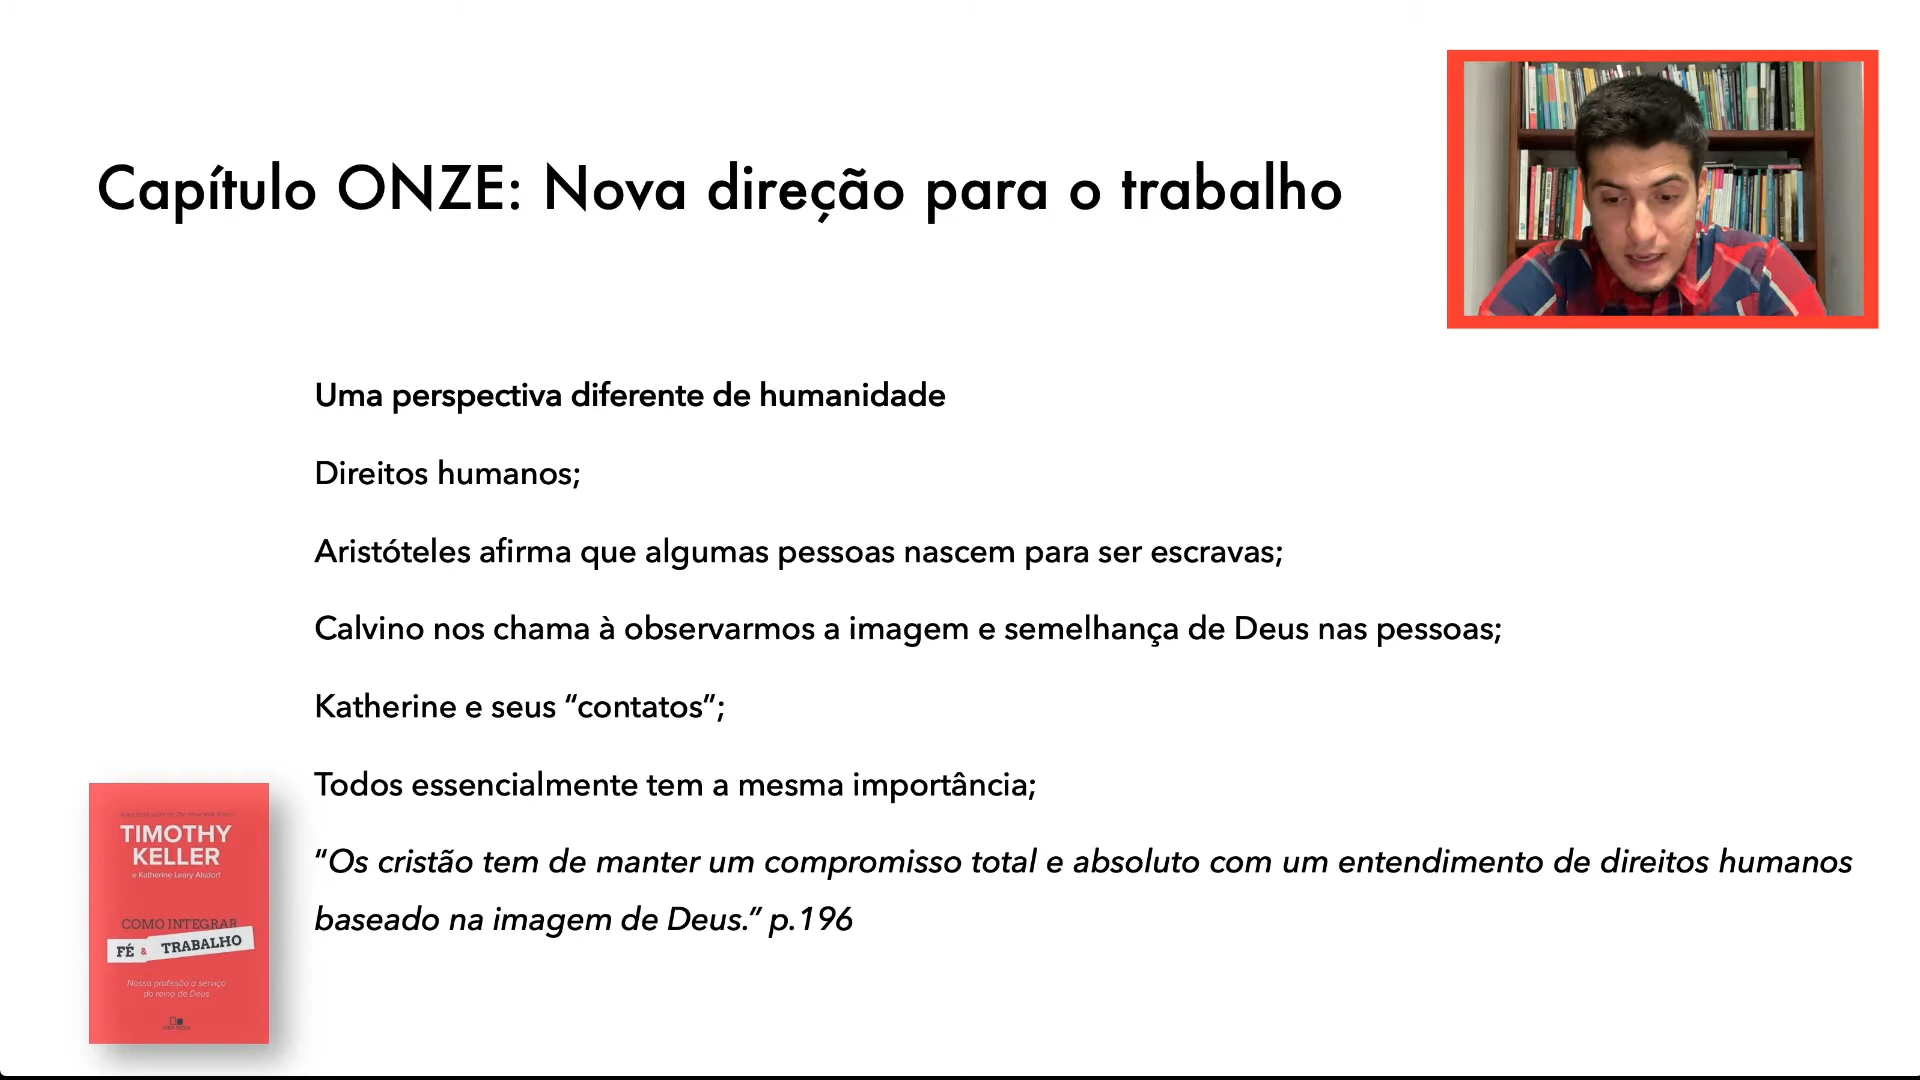 Capítulo ONZE: Nova direção para o trabalho
Uma perspectiva diferente de humanidade
Direitos humanos;
Aristóteles afirma que algumas pessoas nascem para ser escravas;
Calvino nos chama à observarmos a imagem e semelhança de Deus nas pessoas;
Katherine e seus “contatos”;
Todos essencialmente tem a mesma importância;
“Os cristão tem de manter um compromisso total e absoluto com um entendimento de direitos humanos
baseado na imagem de Deus.” p.196
TIMOTHY
KELLER
e Katherine Leary Alsdorf
COMO INTEGRAR
FÉ & TRABALHO
Nossa profissão a serviço
do reino de Deus